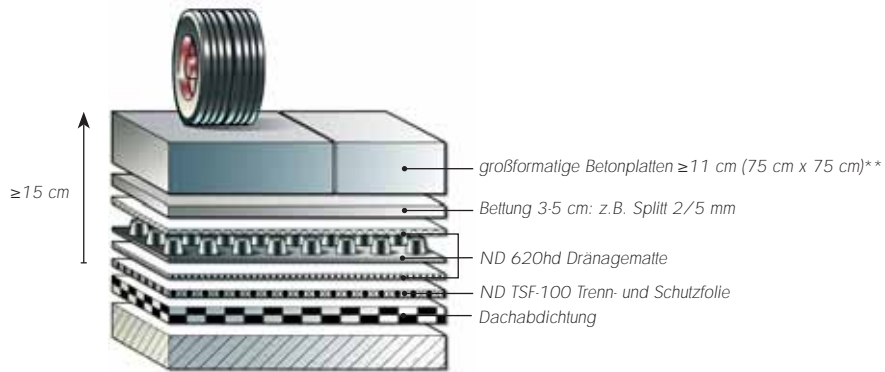 großformatige Betonplatten ≥11 cm (75 cm x 75 cm)**
≥15 cm
Bettung 3-5 cm: z.B. Splitt 2/5 mm
ND 620hd Dränagematte
ND TSF-100 Trenn- und Schutzfolie
Dachabdichtung